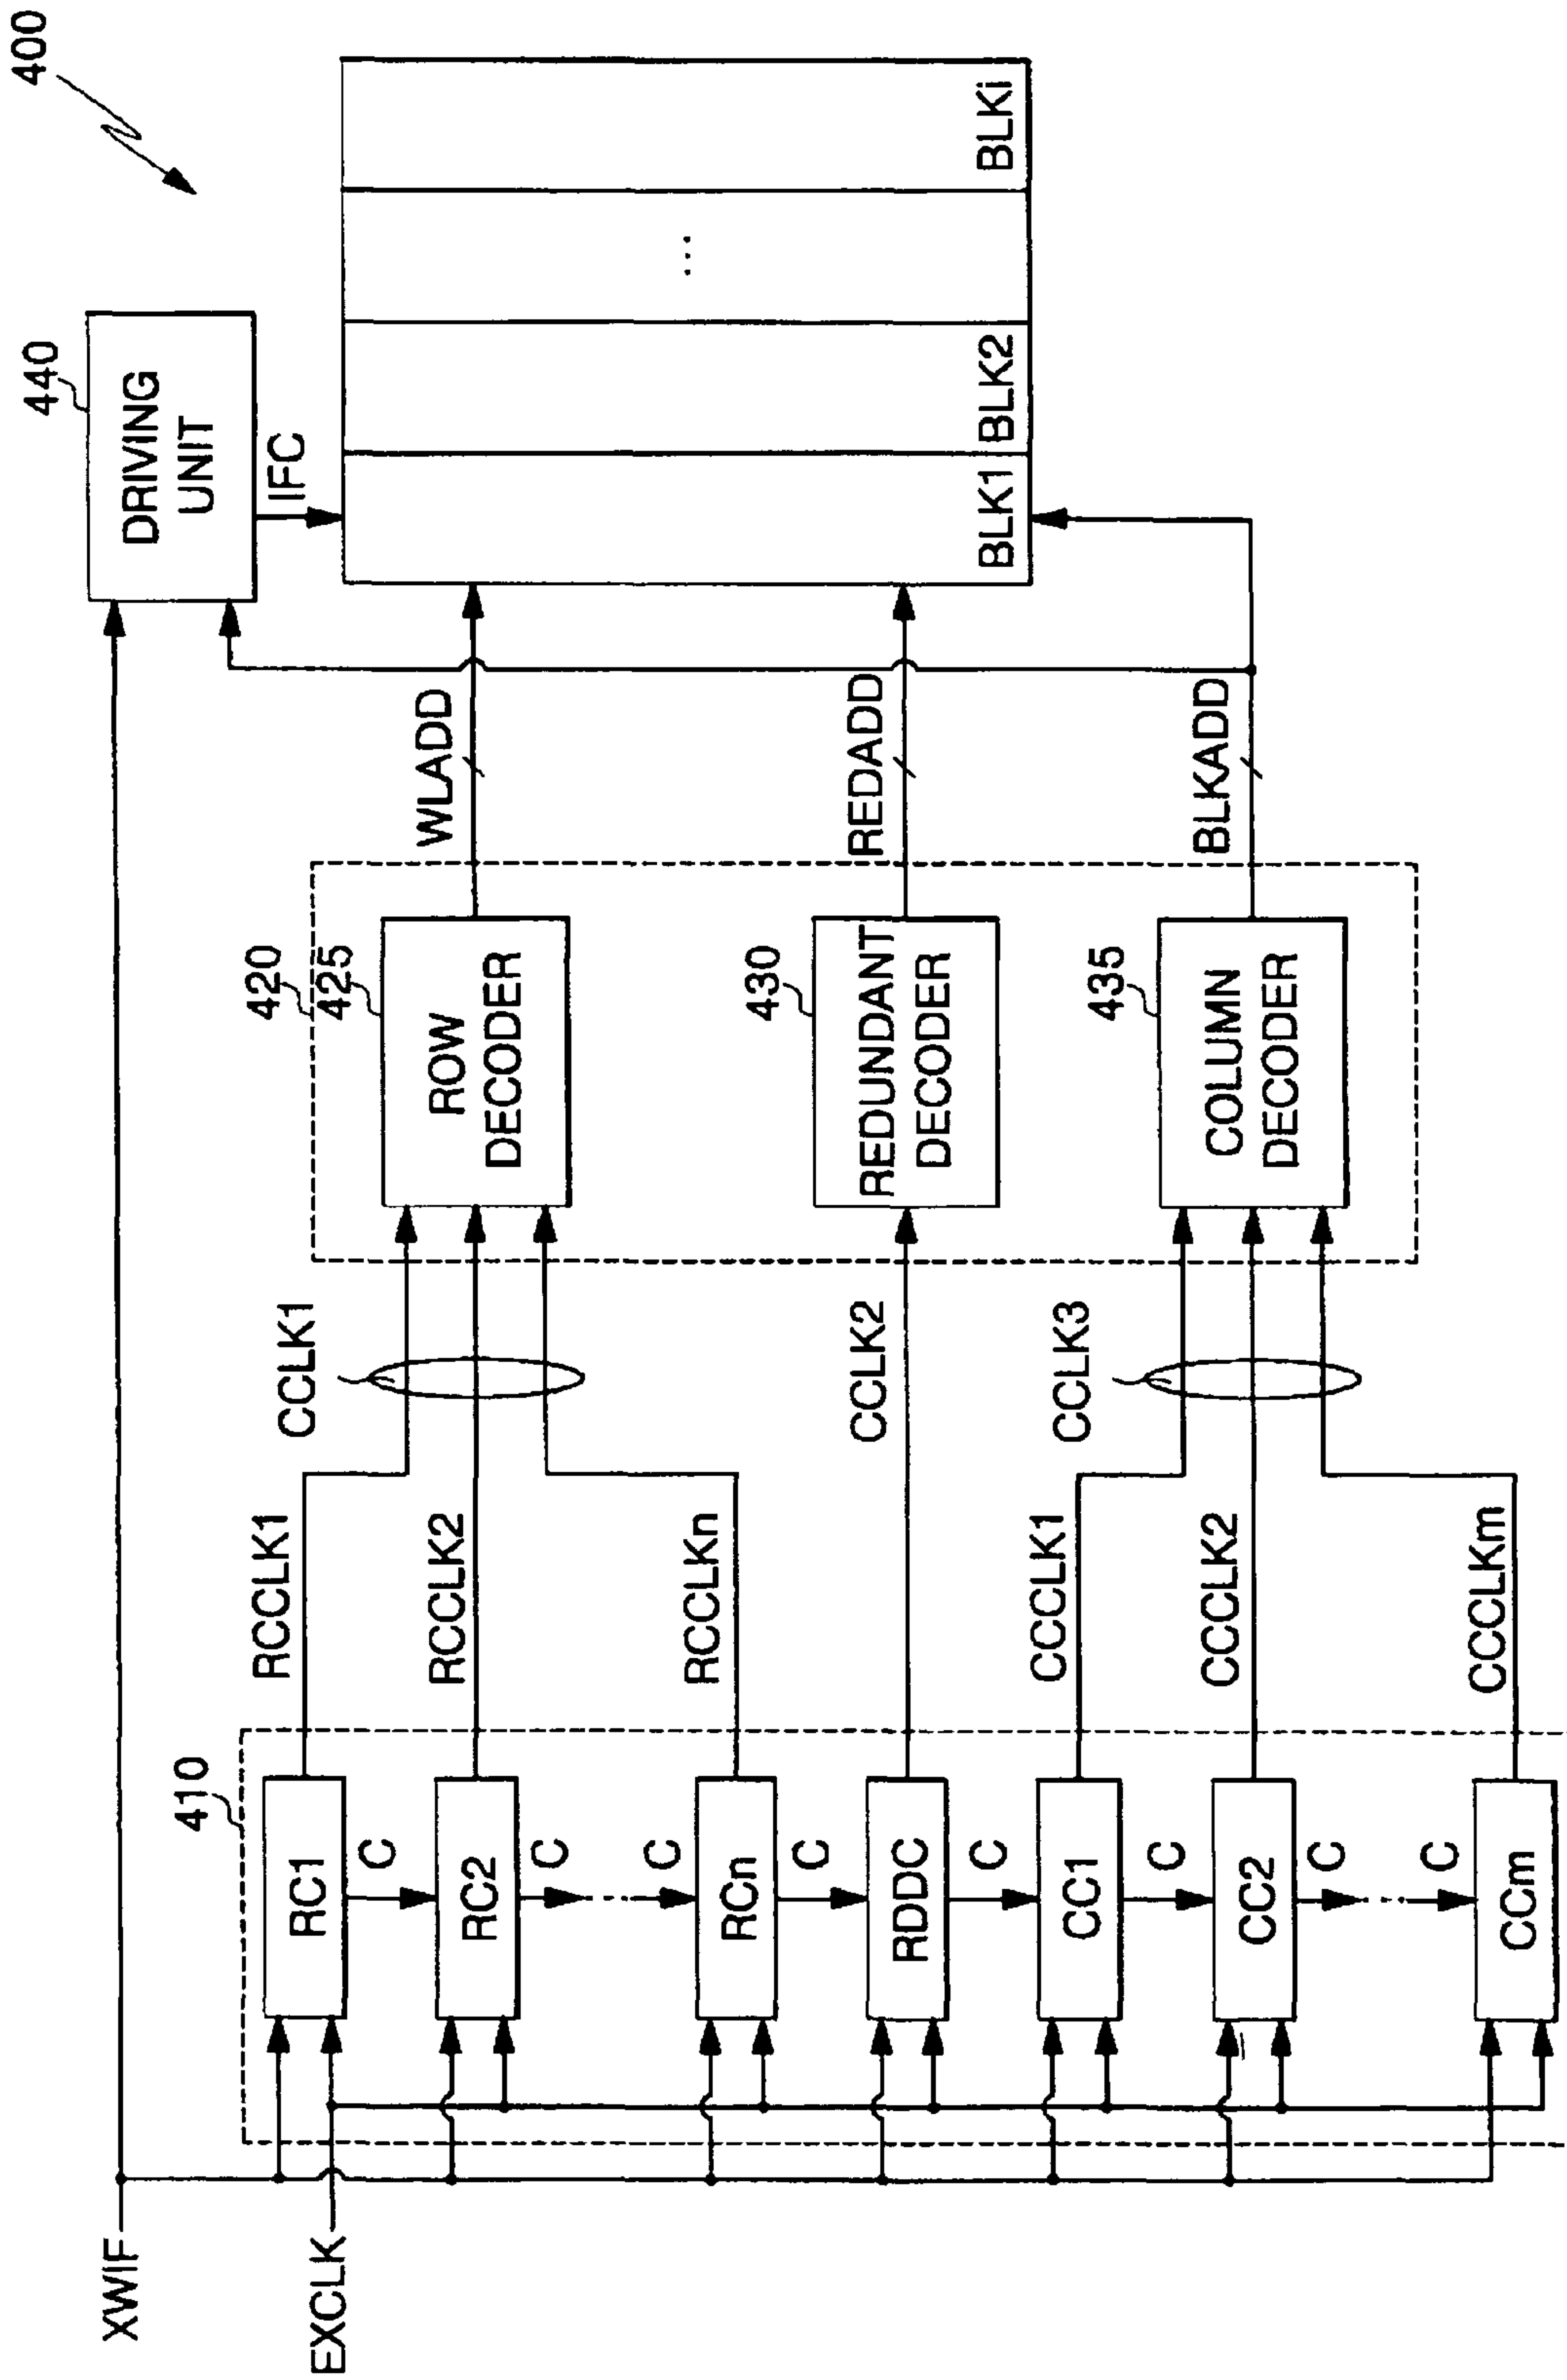 400
440
DRIVING
UNIT
IFC
BLK1
BLK2
...
BLKi
WLADD
REDADD
BLKADD
420
425
ROW
DECODER
430
REDUNDANT
DECODER
435
COLUMN
DECODER
CCLK1
CCLK2
CCLK3
RCCLK1
RCCLK2
RCCLKn
CCCLK1
CCCLK2
CCCLKm
410
RC1
C
RC2
C
C
RCn
C
RDDC
C
CC1
C
CC2
C
C
CCm
XWIF
EXCLK